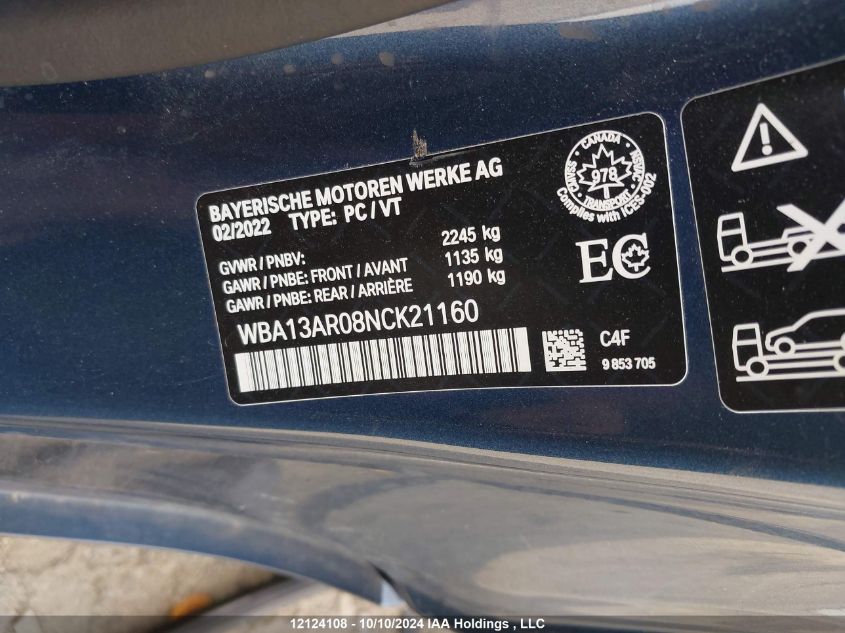 BAYERISCHE MOTOREN WERKE AG
02/2022 TYPE: PC / VT
GVWR / PNBV: 2245 kg
GAWR / PNBE: FRONT / AVANT 1135 kg
GAWR / PNBE: REAR / ARRIÈRE 1190 kg
WBA13AR08NCK21160
CANADA
978
TRANSPORT
Complies with ICES-002
EC
C4F
9 853 705
12124108 - 10/10/2024 IAA Holdings , LLC